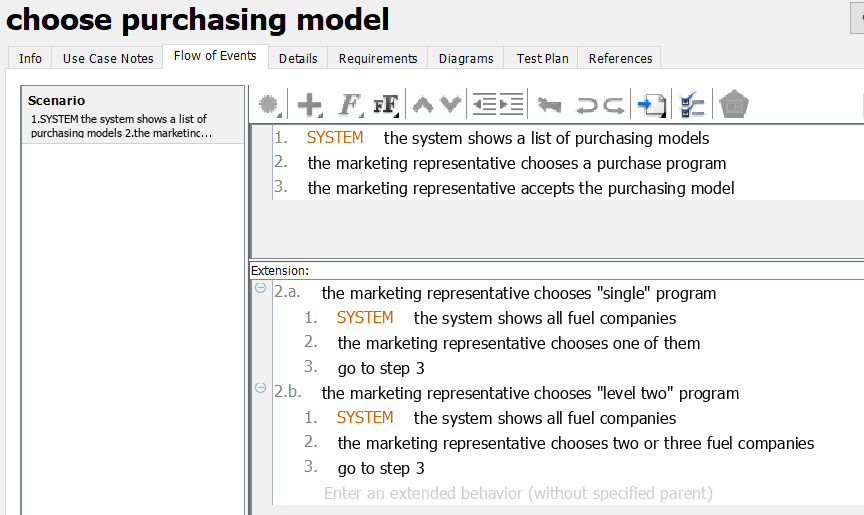 choose purchasing model
Info Use Case Notes Flow of Events Details Requirements Diagrams Test Plan References
Scenario
1.SYSTEM the system shows a list of
purchasing models 2.the marketinc...
1. SYSTEM the system shows a list of purchasing models
2. the marketing representative chooses a purchase program
3. the marketing representative accepts the purchasing model
Extension:
2.a. the marketing representative chooses "single" program
1. SYSTEM the system shows all fuel companies
2. the marketing representative chooses one of them
3. go to step 3
2.b. the marketing representative chooses "level two" program
1. SYSTEM the system shows all fuel companies
2. the marketing representative chooses two or three fuel companies
3. go to step 3
Enter an extended behavior (without specified parent)